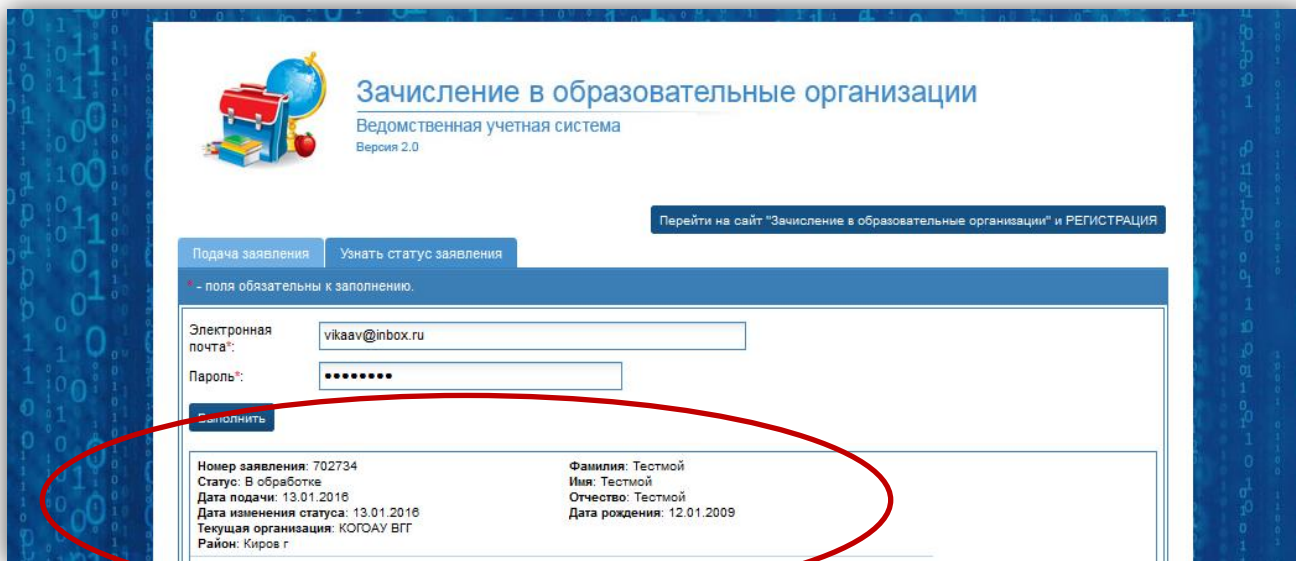 Зачисление в образовательные организации
Ведомственная учетная система
Версия 2.0
Перейти на сайт "Зачисление в образовательные организации" и РЕГИСТРАЦИЯ
Подача заявления Узнать статус заявления
* - поля обязательны к заполнению.
Электронная
почта*: vikaav@inbox.ru
Пароль*: ••••••••
Выполнить
Номер заявления: 702734 Фамилия: Тестмой
Статус: В обработке Имя: Тестмой
Дата подачи: 13.01.2016 Отчество: Тестмой
Дата изменения статуса: 13.01.2016 Дата рождения: 12.01.2009
Текущая организация: КОГОАУ ВГГ
Район: Киров г